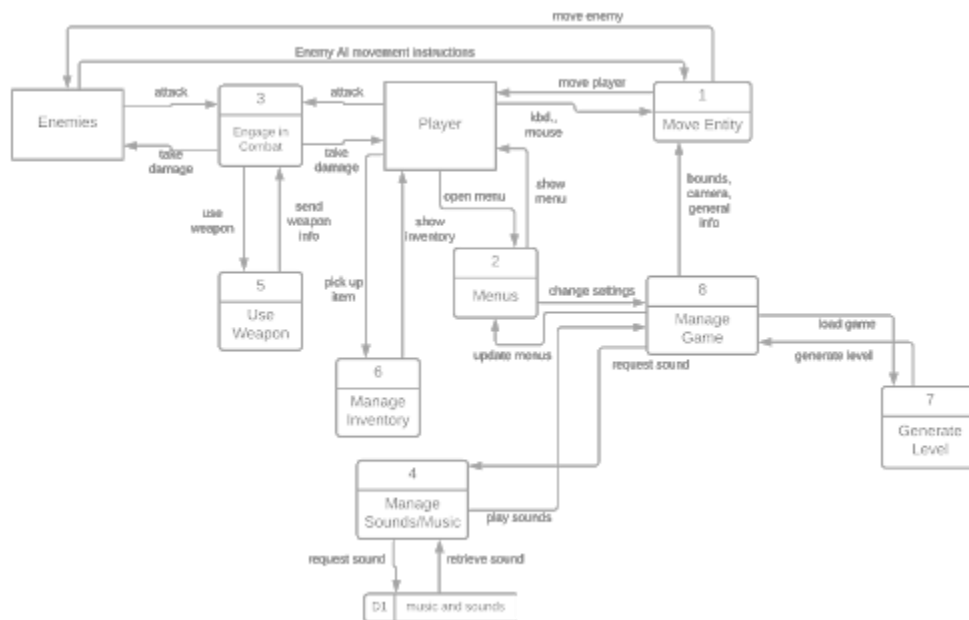 move enemy
Enemy AI movement instructions
Enemies
attack
take
damage
3
Engage in
Combat
attack
take
damage
Player
move player
kbd.,
mouse
1
Move Entity
use
weapon
send
weapon
info
open menu
show
menu
show
inventory
pick up
item
bounds,
camera,
general
info
5
Use
Weapon
2
Menus
change settings
update menus
8
Manage
Game
load game
generate level
request sound
6
Manage
Inventory
7
Generate
Level
4
Manage
Sounds/Music
play sounds
request sound
retrieve sound
D1
music and sounds